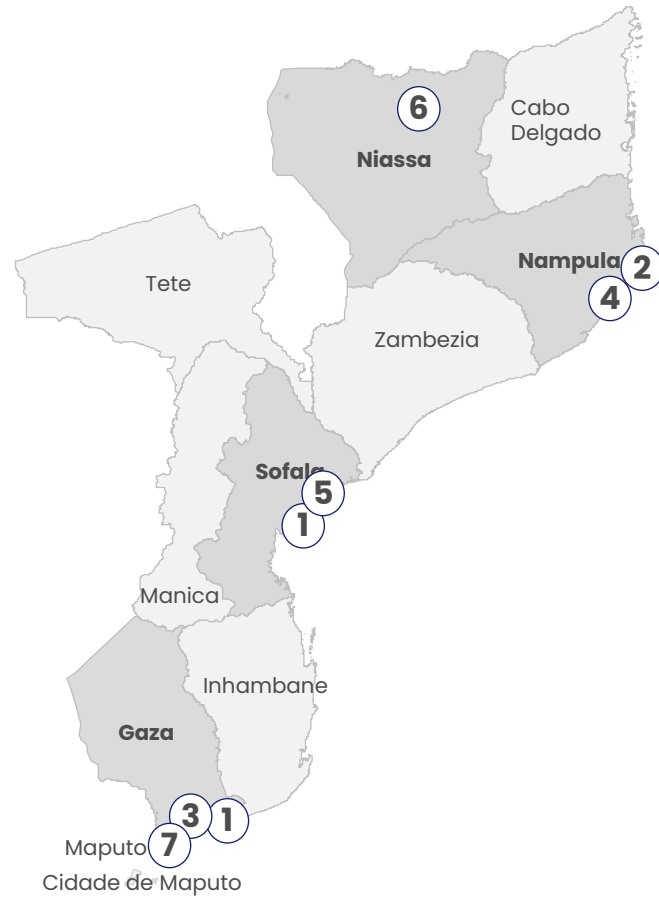 Cabo
Delgado
6
Niassa
Nampula
2
4
Tete
Zambezia
Sofala
5
1
Manica
Inhambane
Gaza
3
1
Maputo
7
Cidade de Maputo